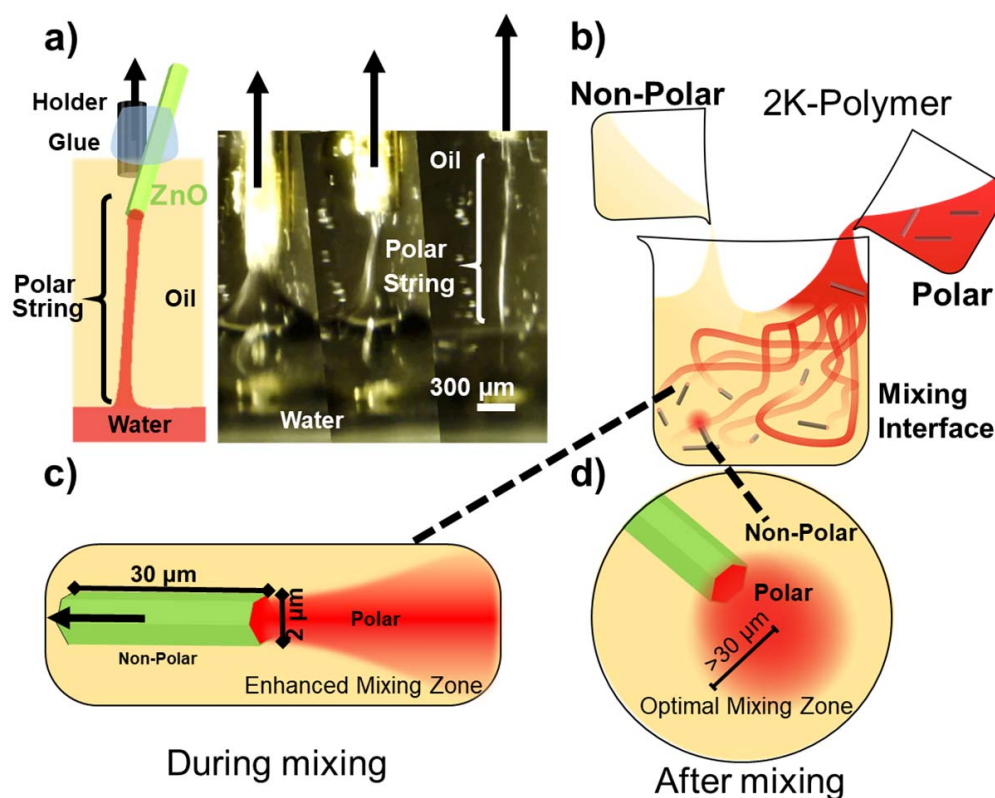 a)
Holder
Glue
ZnO
Polar
String
Oil
Water
Oil
Polar
String
300 µm
Water
b)
Non-Polar
2K-Polymer
Polar
Mixing
Interface
c)
30 µm
2 µm
Polar
Non-Polar
Enhanced Mixing Zone
During mixing
d)
Non-Polar
Polar
>30 µm
Optimal Mixing Zone
After mixing